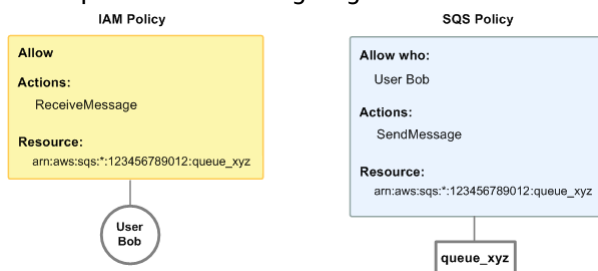 IAM Policy
Allow
Actions:
ReceiveMessage
Resource:
arn:aws:sqs:*:123456789012:queue_xyz
User
Bob
SQS Policy
Allow who:
User Bob
Actions:
SendMessage
Resource:
arn:aws:sqs:*:123456789012:queue_xyz
queue_xyz